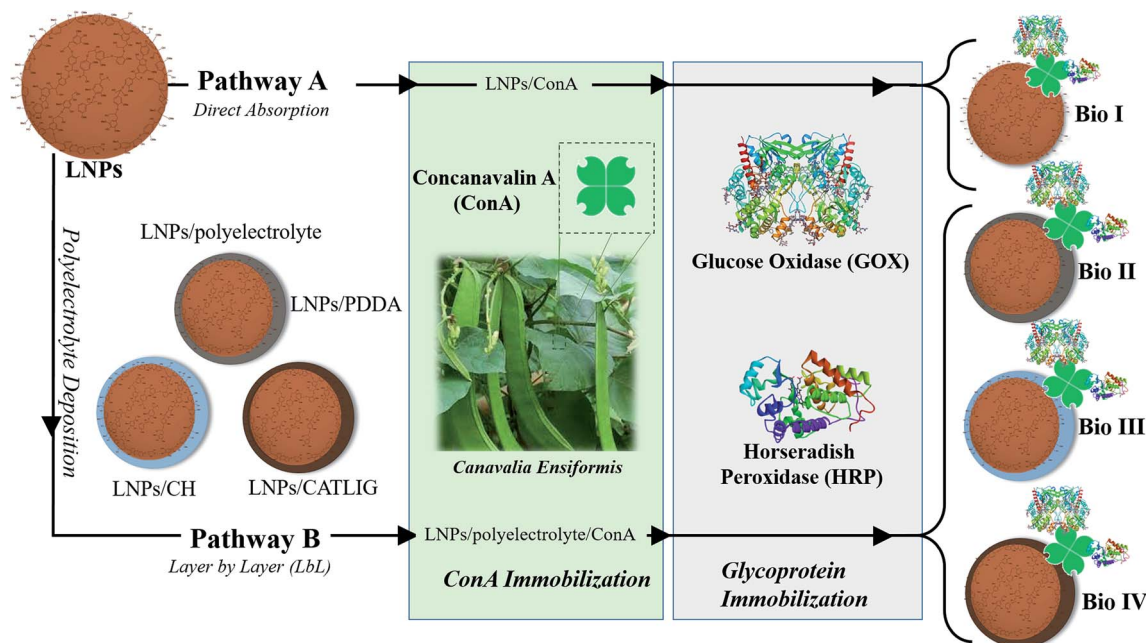 LNPs
Pathway A
Direct Absorption
LNPs/ConA
Concanavalin A
(ConA)
Canavalia Ensiformis
Glucose Oxidase (GOX)
Horseradish
Peroxidase (HRP)
Polyelectrolyte Deposition
LNPs/polyelectrolyte
LNPs/PDDA
LNPs/CH
LNPs/CATLIG
Pathway B
Layer by Layer (LbL)
LNPs/polyelectrolyte/ConA
ConA Immobilization
Glycoprotein
Immobilization
Bio I
Bio II
Bio III
Bio IV